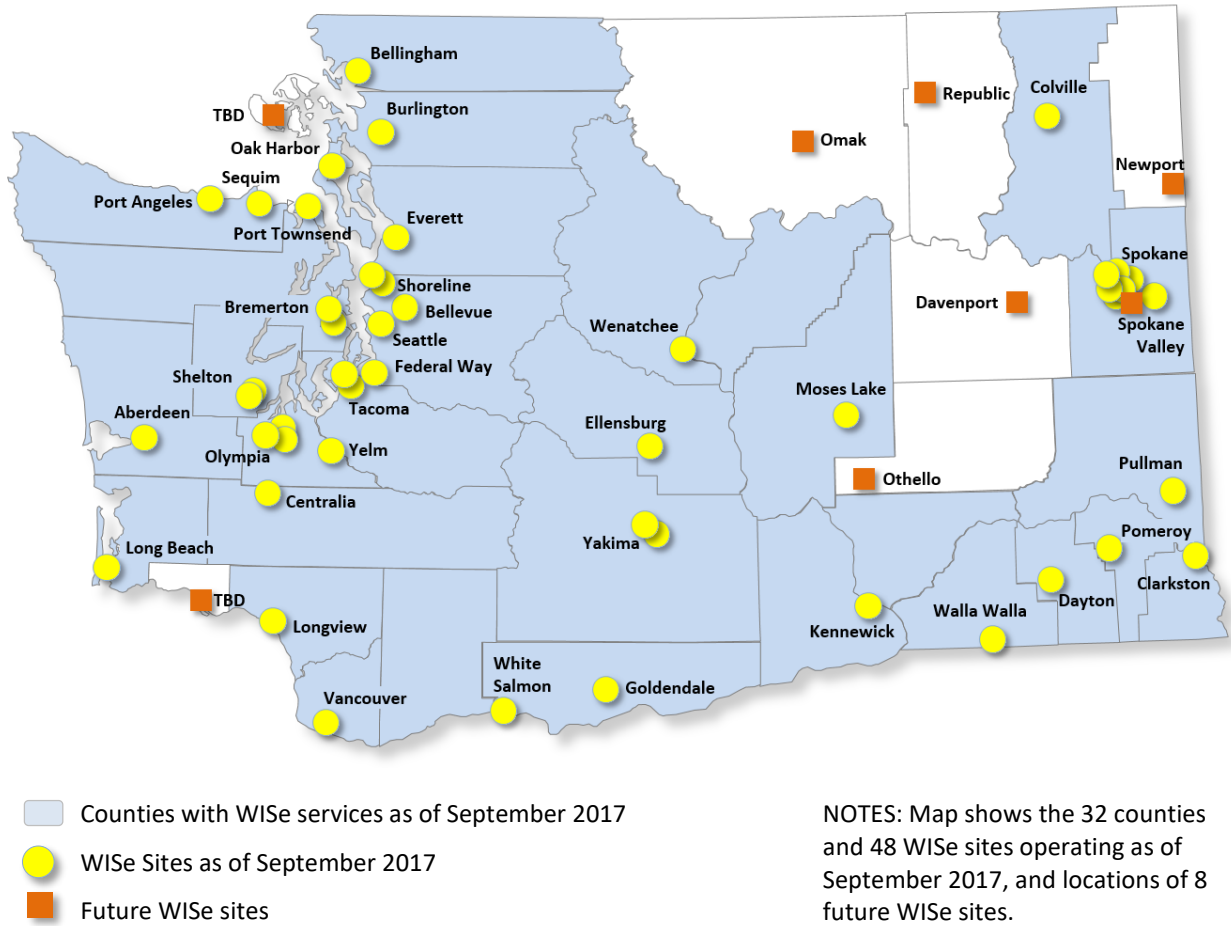 Bellingham
TBD
Burlington
Republic
Colville
Omak
Oak Harbor
Sequim
Newport
Port Angeles
Port Townsend
Everett
Spokane
Shoreline
Bremerton
Bellevue
Davenport
Seattle
Wenatchee
Spokane
Valley
Federal Way
Shelton
Moses Lake
Tacoma
Aberdeen
Ellensburg
Olympia
Yelm
Pullman
Othello
Centralia
Pomeroy
Yakima
Long Beach
Clarkston
TBD
Dayton
Walla Walla
Longview
Kennewick
White
Salmon
Goldendale
Vancouver
Counties with WISe services as of September 2017
WISe Sites as of September 2017
Future WISe sites
NOTES: Map shows the 32 counties
and 48 WISe sites operating as of
September 2017, and locations of 8
future WISe sites.